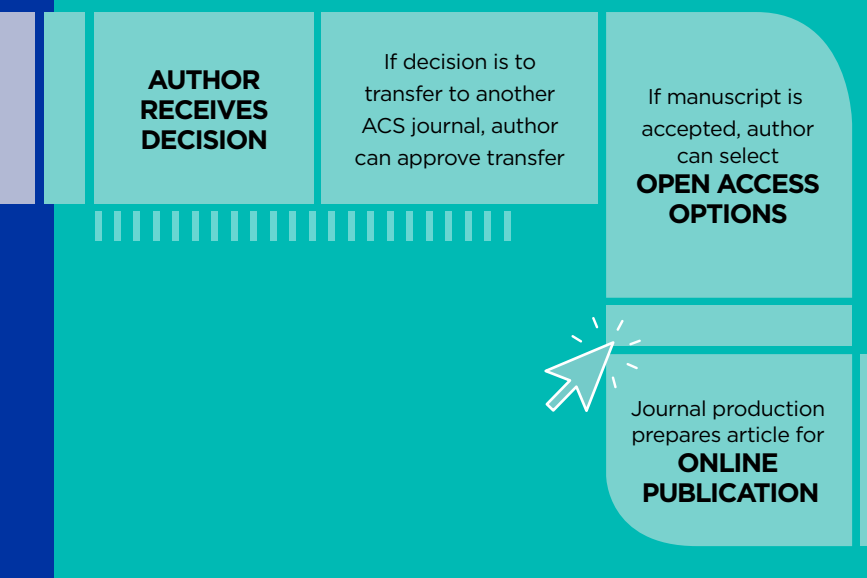 AUTHOR
RECEIVES
DECISION
If decision is to
transfer to another
ACS journal, author
can approve transfer
If manuscript is
accepted, author
can select
OPEN ACCESS
OPTIONS
Journal production
prepares article for
ONLINE
PUBLICATION